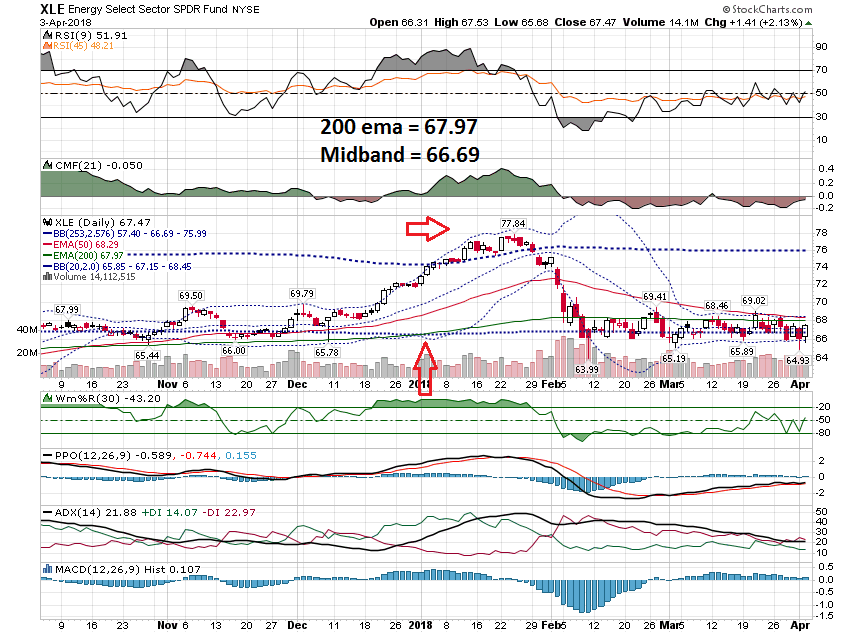 XLE Energy Select Sector SPDR Fund NYSE © StockCharts.com
3-Apr-2018 Open 66.31 High 67.53 Low 65.68 Close 67.47 Volume 14.1M Chg +1.41 (+2.13%)
RSI(9) 51.91
RSI(45) 48.21
90
70
50
30
10
200 ema = 67.97
Midband = 66.69
CMF(21) -0.050
0.4
0.2
0.0
-0.2
XLE (Daily) 67.47
BB(253,2.576) 57.40 - 66.69 - 75.99
EMA(50) 68.29
EMA(200) 67.97
BB(20,2.0) 65.85 - 67.15 - 68.45
Volume 14,112,515
77.84
69.50
69.79
67.99
69.41
68.46
69.02
65.44
66.00
65.78
63.99
65.19
65.89
64.93
78
76
74
72
70
68
66
64
40M
20M
9 16 23 Nov 6 13 20 27 Dec 11 18 26 2018 8 16 22 29 Feb 12 20 26 Mar 5 12 19 26 Apr
Wm%R(30) -43.20
-20
-50
-80
PPO(12,26,9) -0.589, -0.744, 0.155
2
0
-2
ADX(14) 21.88 +DI 14.07 -DI 22.97
50
40
30
20
10
MACD(12,26,9) Hist 0.107
0.5
0.0
-0.5
-1.0
-1.5
9 16 23 Nov 6 13 20 27 Dec 11 18 26 2018 8 16 22 29 Feb 12 20 26 Mar 5 12 19 26 Apr